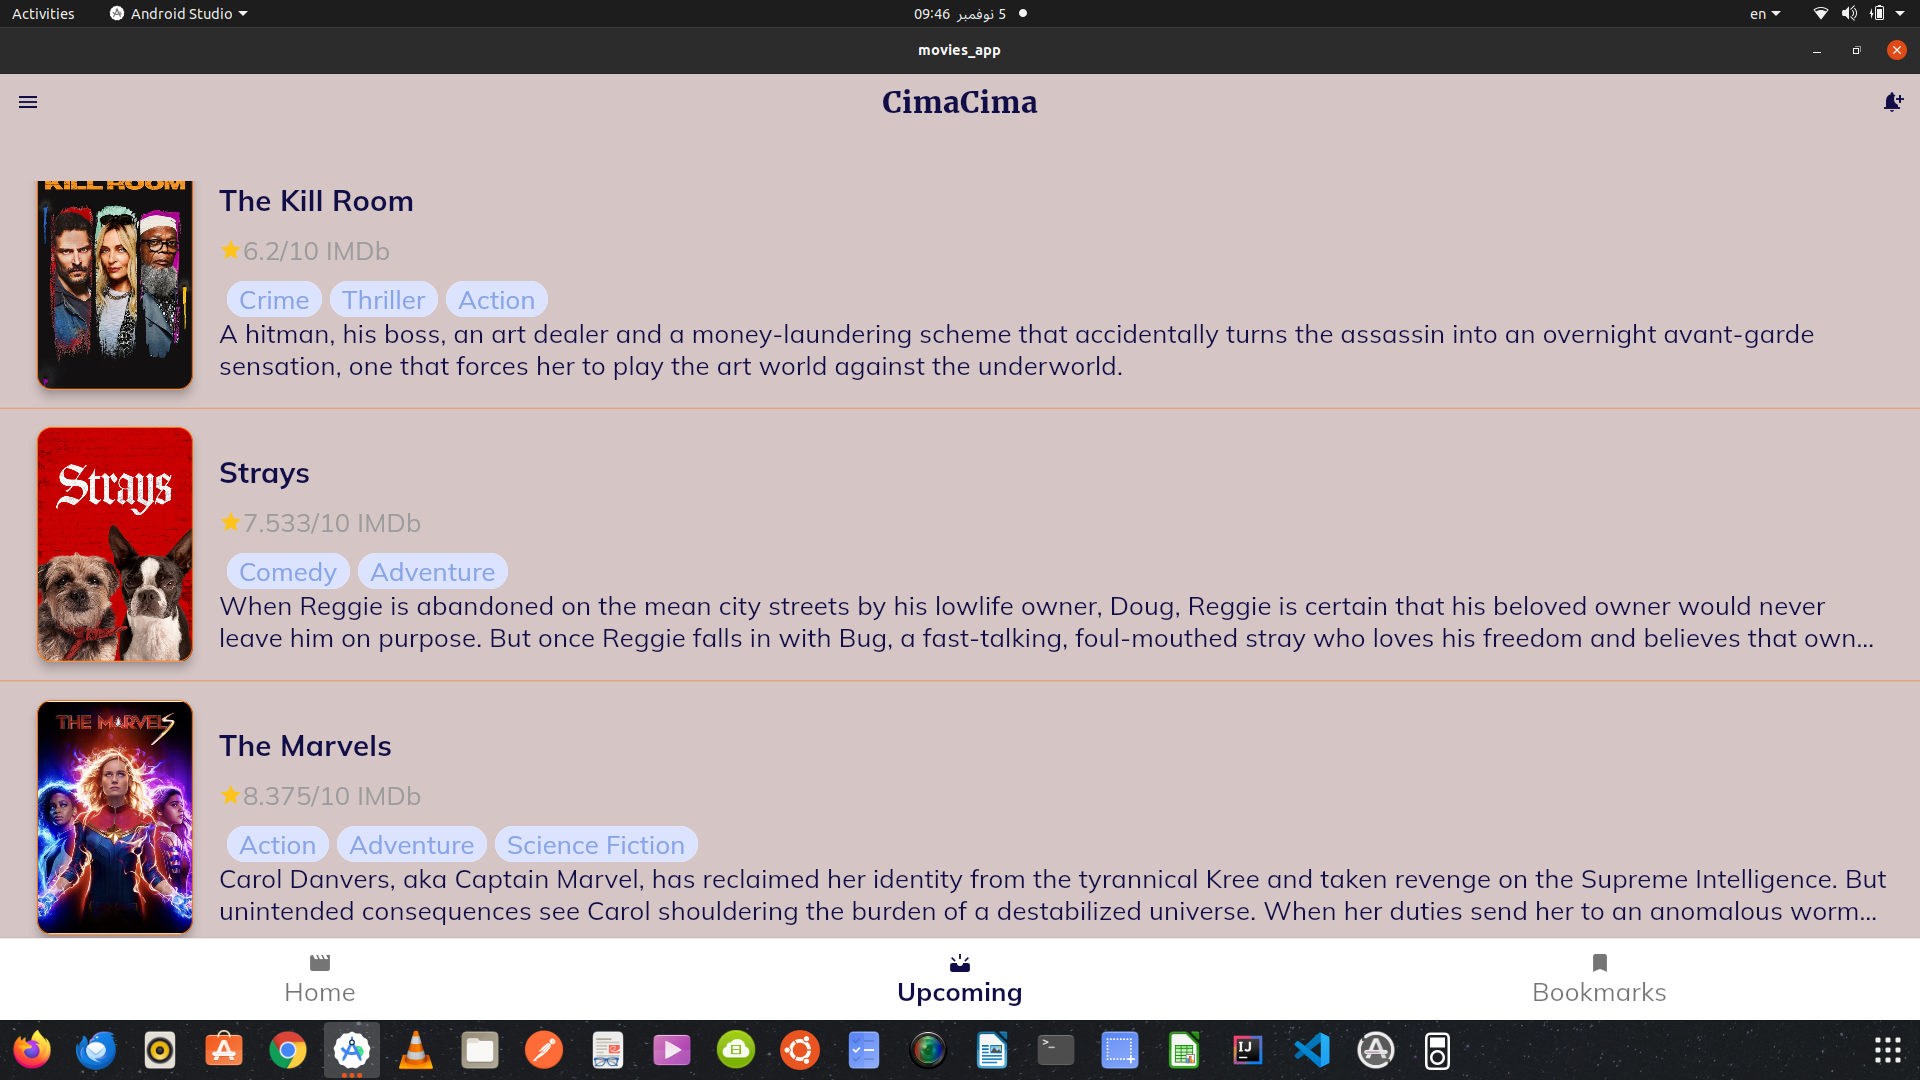 Activities
Android Studio
5 نوفمبر 09:46
en
movies_app
CimaCima
KILL ROOM
The Kill Room
6.2/10 IMDb
Crime Thriller Action
A hitman, his boss, an art dealer and a money-laundering scheme that accidentally turns the assassin into an overnight avant-garde
sensation, one that forces her to play the art world against the underworld.
Strays
Strays
7.533/10 IMDb
Comedy Adventure
When Reggie is abandoned on the mean city streets by his lowlife owner, Doug, Reggie is certain that his beloved owner would never
leave him on purpose. But once Reggie falls in with Bug, a fast-talking, foul-mouthed stray who loves his freedom and believes that own...
THE MARVELS
The Marvels
8.375/10 IMDb
Action Adventure Science Fiction
Carol Danvers, aka Captain Marvel, has reclaimed her identity from the tyrannical Kree and taken revenge on the Supreme Intelligence. But
unintended consequences see Carol shouldering the burden of a destabilized universe. When her duties send her to an anomalous worm...
Home
Upcoming
Bookmarks
IJ